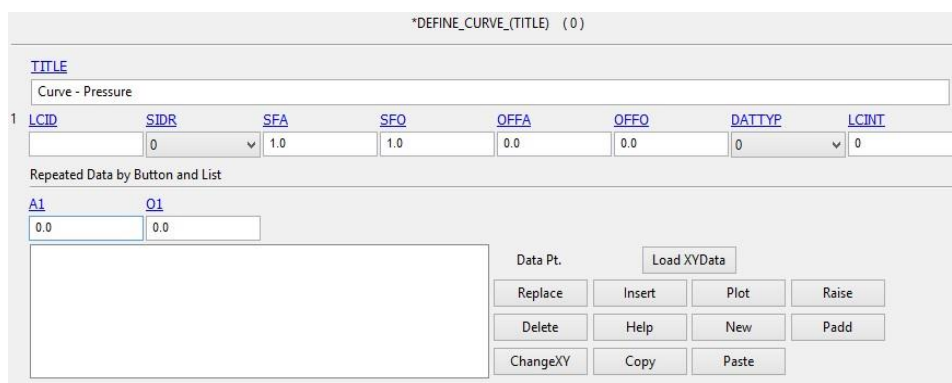 *DEFINE_CURVE_(TITLE) (0)
TITLE
Curve - Pressure
1 LCID SIDR SFA SFO OFFA OFFO DATTYP LCINT
0 1.0 1.0 0.0 0.0 0 0
Repeated Data by Button and List
A1 O1
0.0 0.0
Data Pt. Load XYData
Replace Insert Plot Raise
Delete Help New Padd
ChangeXY Copy Paste